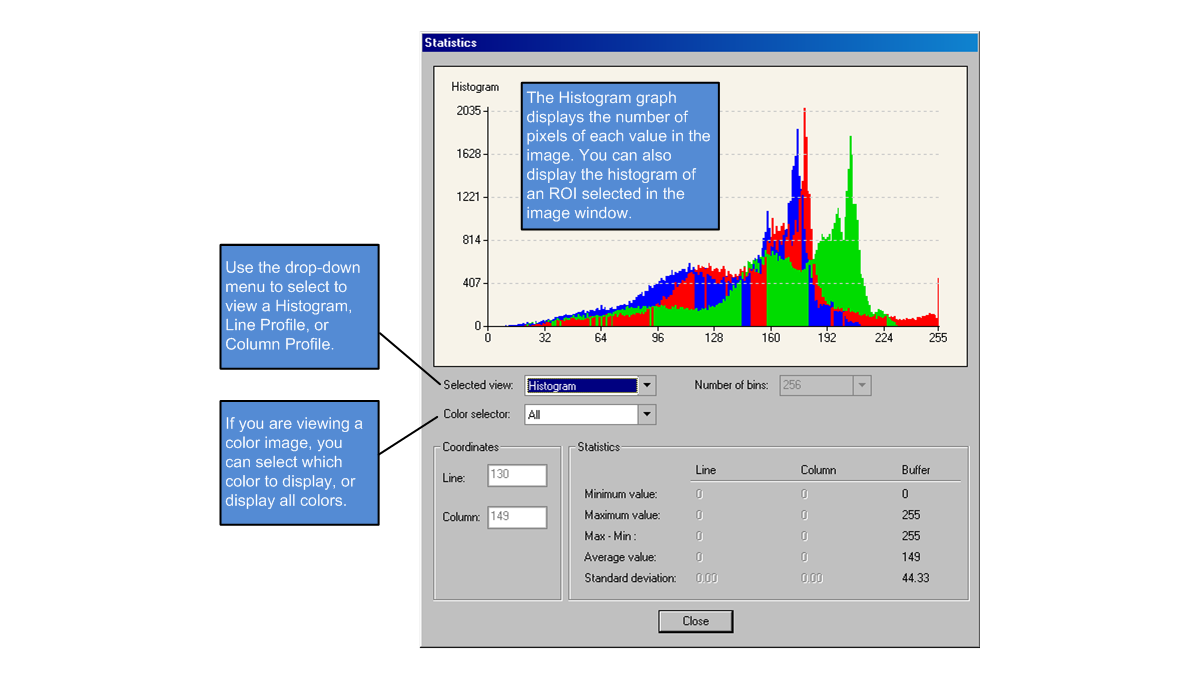 Statistics
Histogram
The Histogram graph
displays the number of
pixels of each value in the
image. You can also
display the histogram of
an ROI selected in the
image window.
2035
1628
1221
814
407
0
0 32 64 96 128 160 192 224 255
Use the drop-down
menu to select to
view a Histogram,
Line Profile, or
Column Profile.
Selected view: Histogram Number of bins: 256
Color selector: All
If you are viewing a
color image, you
can select which
color to display, or
display all colors.
Coordinates
Line: 130
Column: 149
Statistics
Line Column Buffer
Minimum value: 0 0 0
Maximum value: 0 0 255
Max - Min : 0 0 255
Average value: 0 0 149
Standard deviation: 0.00 0.00 44.33
Close